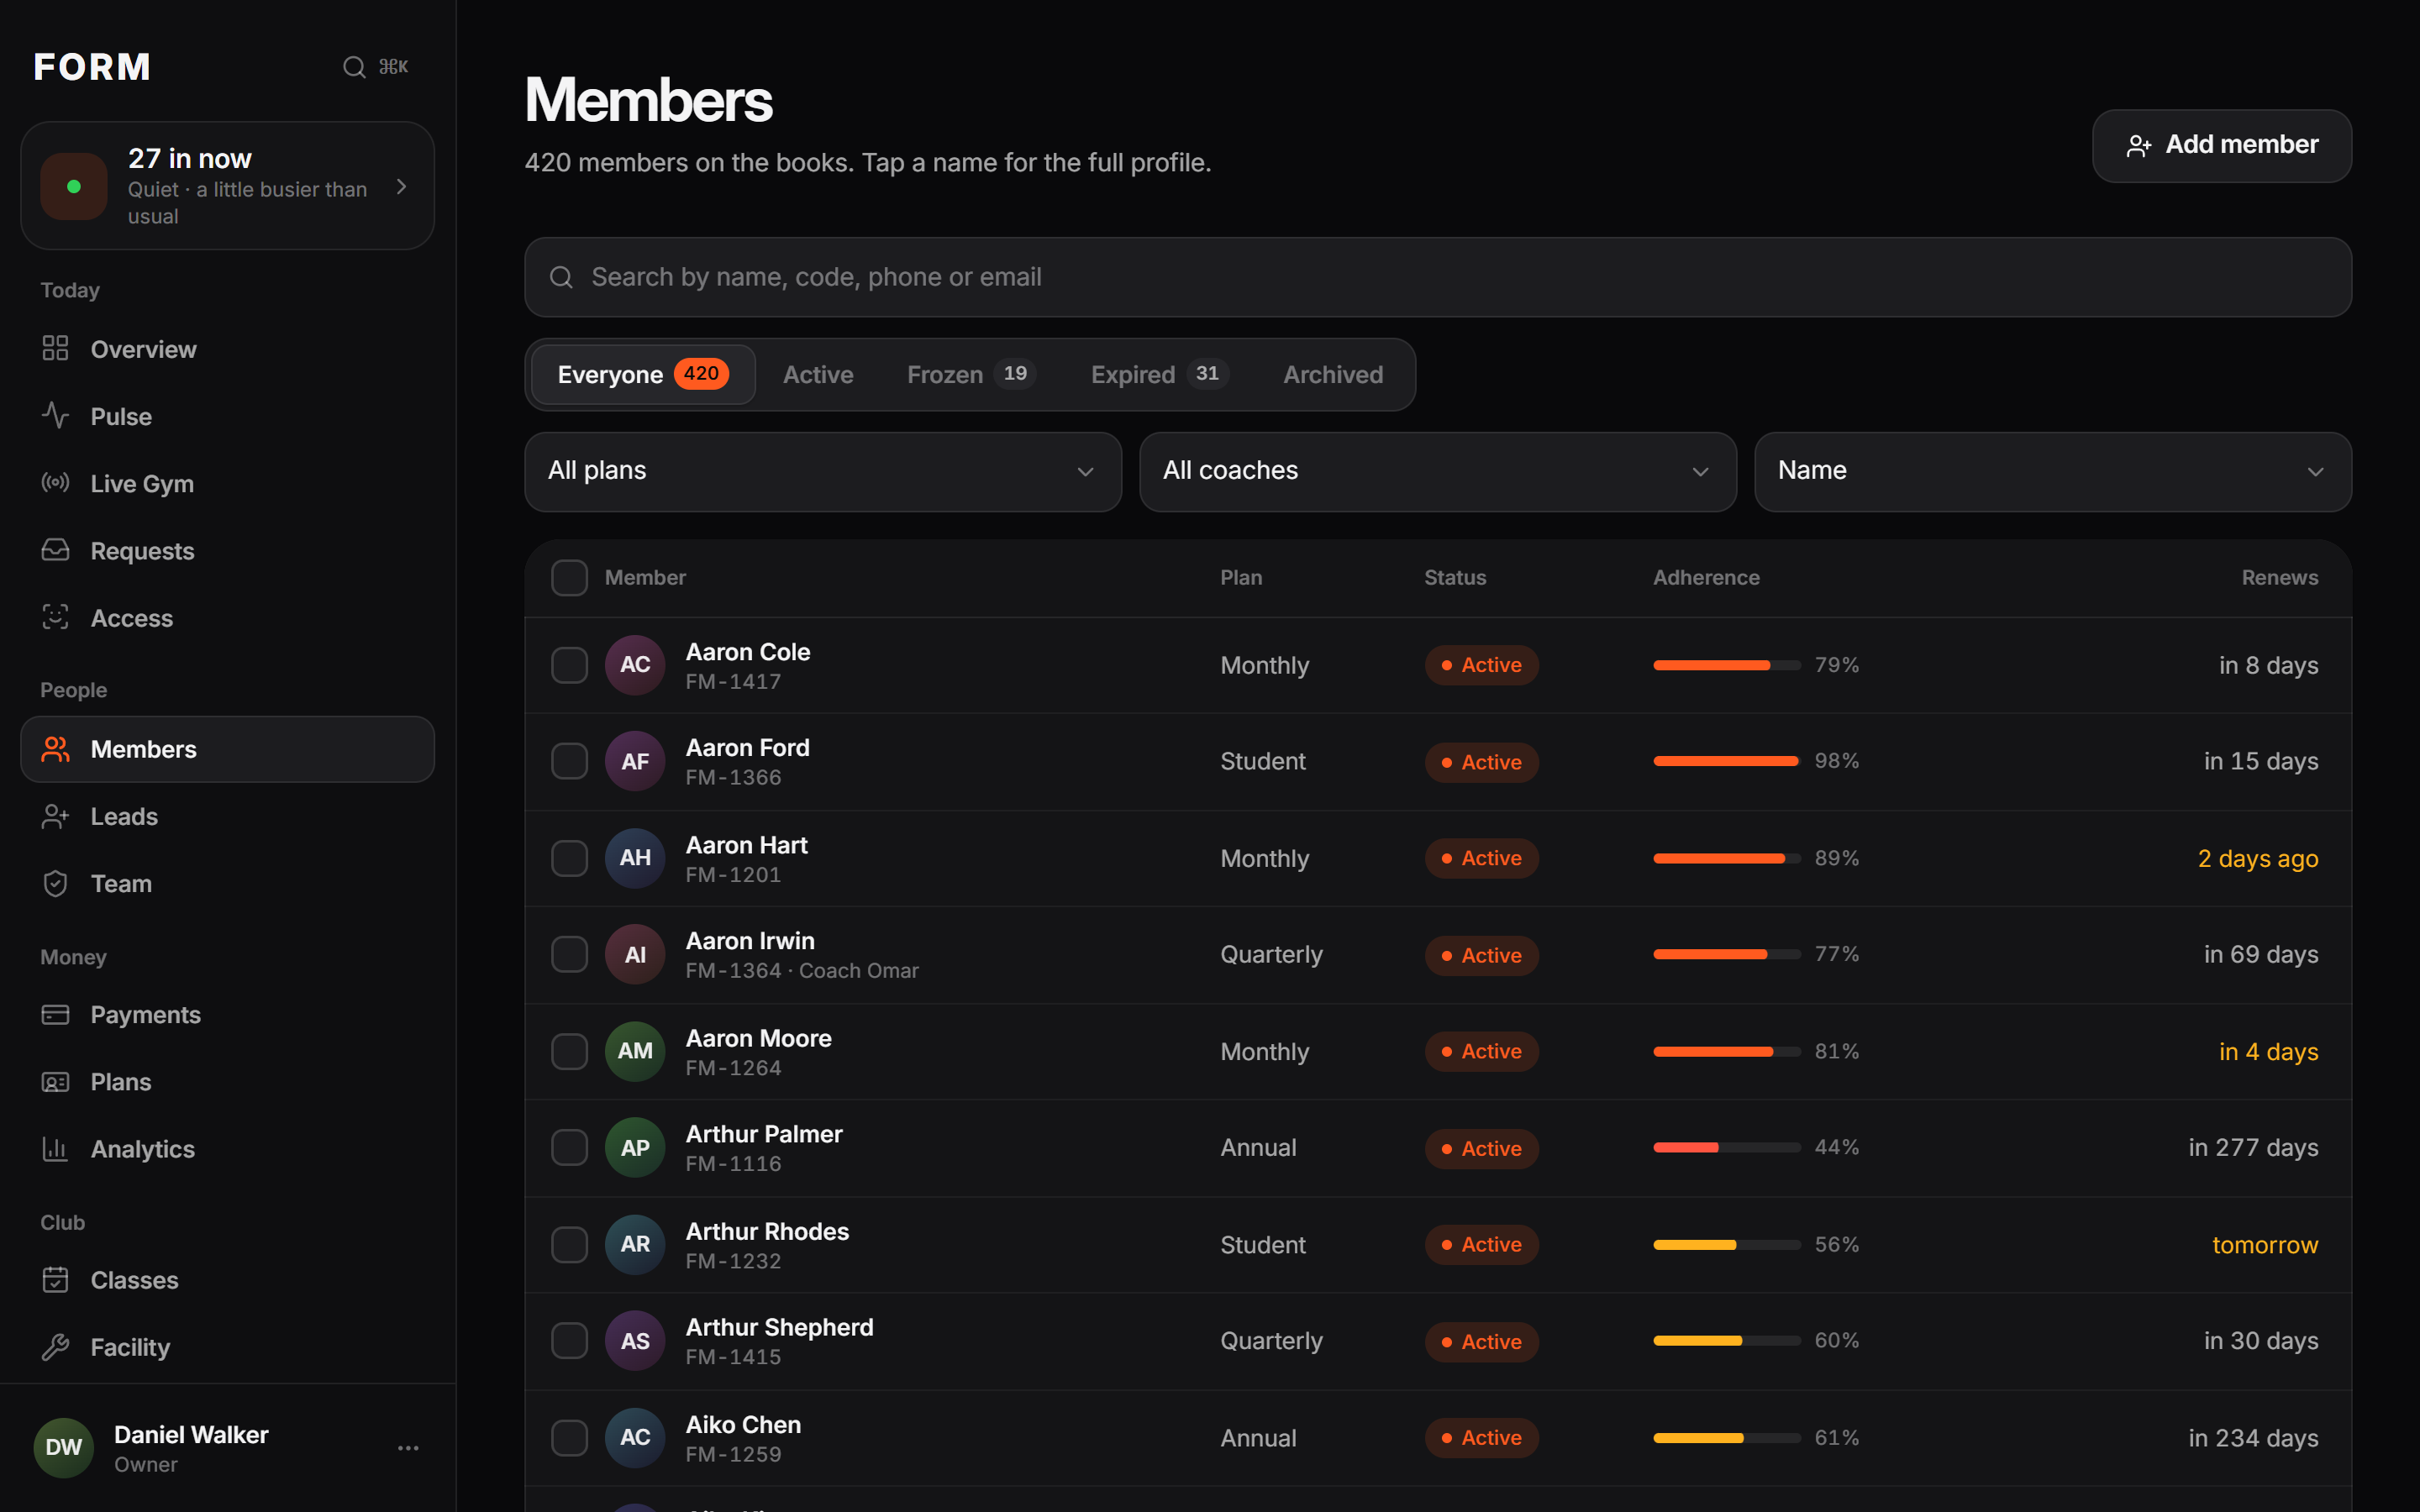 FORM
⌘K
27 in now
Quiet · a little busier than
usual
Today
Overview
Pulse
Live Gym
Requests
Access
People
Members
Leads
Team
Money
Payments
Plans
Analytics
Club
Classes
Facility
DW
Daniel Walker
Owner
Members
420 members on the books. Tap a name for the full profile.
Add member
Search by name, code, phone or email
Everyone 420 Active Frozen 19 Expired 31 Archived
All plans All coaches Name
Member Plan Status Adherence Renews
AC Aaron Cole Monthly Active 79% in 8 days
FM-1417
AF Aaron Ford Student Active 98% in 15 days
FM-1366
AH Aaron Hart Monthly Active 89% 2 days ago
FM-1201
AI Aaron Irwin Quarterly Active 77% in 69 days
FM-1364 · Coach Omar
AM Aaron Moore Monthly Active 81% in 4 days
FM-1264
AP Arthur Palmer Annual Active 44% in 277 days
FM-1116
AR Arthur Rhodes Student Active 56% tomorrow
FM-1232
AS Arthur Shepherd Quarterly Active 60% in 30 days
FM-1415
AC Aiko Chen Annual Active 61% in 234 days
FM-1259